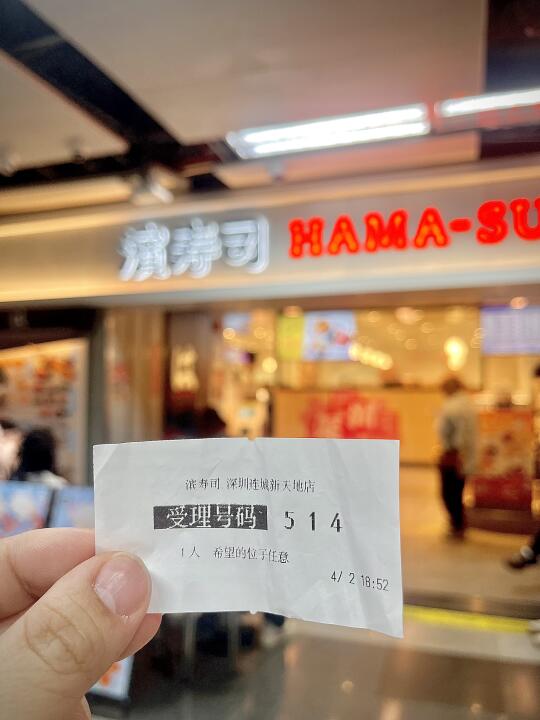 滨寿司 HAMA-SU
滨寿司 深圳连城新天地店
受理号码 514
1人 希望的位子任意
4/ 2 18:52